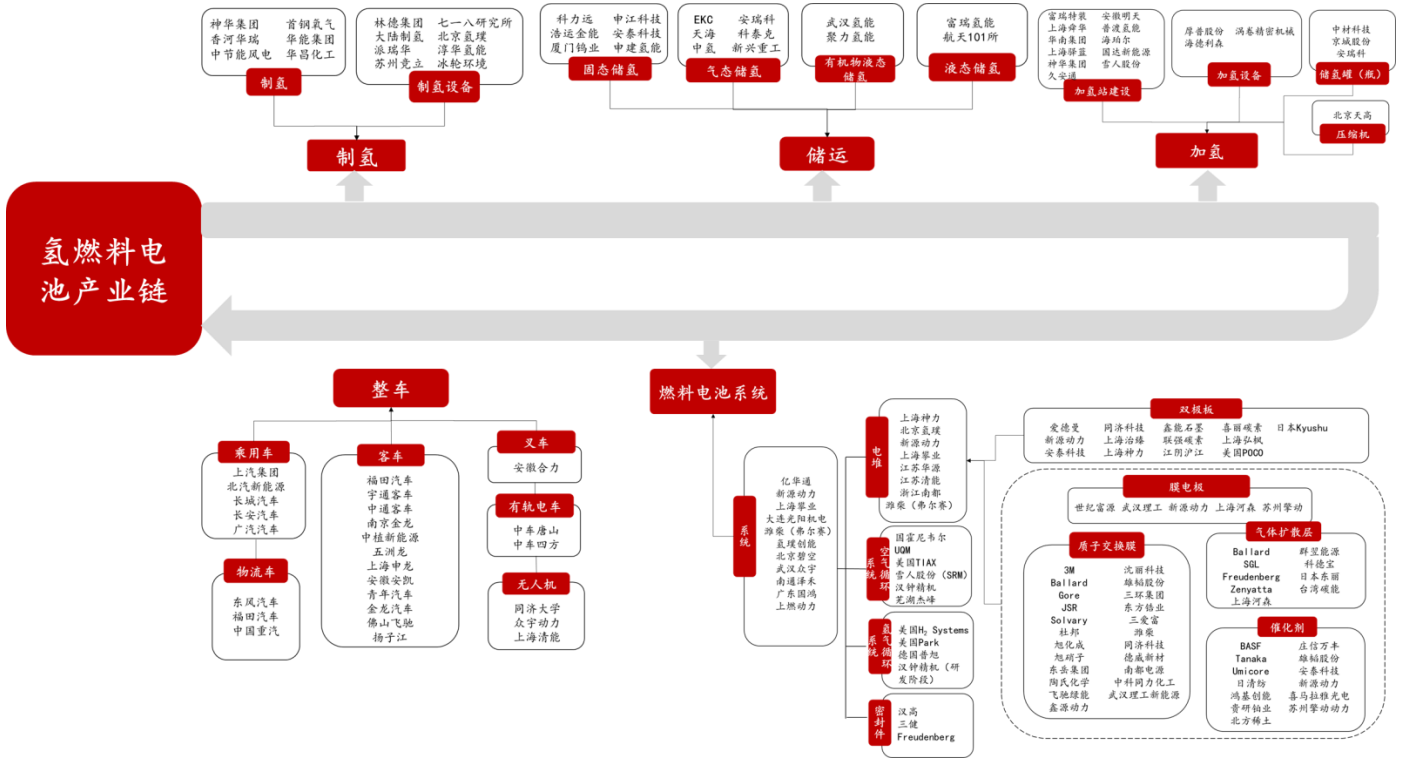 神华集团 首钢氧气
香河华瑞 华能集团
中节能风电 华昌化工
制氢
林德集团 七一八研究所
大陆制氢 北京氢璞
派瑞华 淳华氢能
苏州竞立 冰轮环境
制氢设备
制氢
科力远 申江科技
浩运金能 安泰科技
厦门钨业 申建氢能
固态储氢
EKC 安瑞科
天海 科泰克
中氢 新兴重工
气态储氢
武汉氢能
聚力氢能
有机物液态
储氢
富瑞氢能
航天101所
液态储氢
储运
富瑞特装 安徽明天
上海舜华 普渡氢能
华南集团 海珀尔
上海驿蓝 国达新能源
神华集团 雪人股份
久安通
加氢站建设
厚普股份 涡卷精密机械
海德利森
加氢设备
中材科技
京城股份
安瑞科
储氢罐（瓶）
北京天高
压缩机
加氢
氢燃料电
池产业链
整车
乘用车
上汽集团
北汽新能源
长城汽车
长安汽车
广汽汽车
物流车
东风汽车
福田汽车
中国重汽
客车
福田汽车
宇通客车
中通客车
南京金龙
中植新能源
五洲龙
上海申龙
安徽安凯
青年汽车
金龙汽车
佛山飞驰
扬子江
叉车
安徽合力
有轨电车
中车唐山
中车四方
无人机
同济大学
众宇动力
上海清能
燃料电池系统
系统
亿华通
新源动力
上海攀业
大连光阳机电
潍柴（弗尔赛）
氢璞创能
北京碧空
武汉众宇
南通泽禾
广东国鸿
上燃动力
电堆
上海神力
北京氢璞
新源动力
上海攀业
江苏华源
江苏清能
浙江南都
潍柴（弗尔赛）
空气循环
系统
国霍尼韦尔
UQM
美国TIAX
雪人股份（SRM）
汉钟精机
芜湖杰峰
氢气循环
系统
美国H₂ Systems
美国Park
德国普旭
汉钟精机（研
发阶段）
密封件
汉高
三健
Freudenberg
双极板
爱德曼 同济科技 鑫能石墨 喜丽碳素 日本Kyushu
新源动力 上海治臻 联强碳素 上海弘枫
安泰科技 上海神力 江阴沪江 美国POCO
膜电极
世纪富源 武汉理工 新源动力 上海河森 苏州擎动
质子交换膜
3M 沈丽科技
Ballard 雄韬股份
Gore 三环集团
JSR 东方锆业
Solvary 三爱富
杜邦 潍柴
旭化成 同济科技
旭硝子 德威新材
东岳集团 南都电源
陶氏化学 中科同力化工
飞驰绿能 武汉理工新能源
鑫源动力
气体扩散层
Ballard 群翌能源
SGL 科德宝
Freudenberg 日本东丽
Zenyatta 台湾碳能
上海河森
催化剂
BASF 庄信万丰
Tanaka 雄韬股份
Umicore 安泰科技
日清纺 新源动力
鸿基创能 喜马拉雅光电
贵研铂业 苏州擎动动力
北方稀土